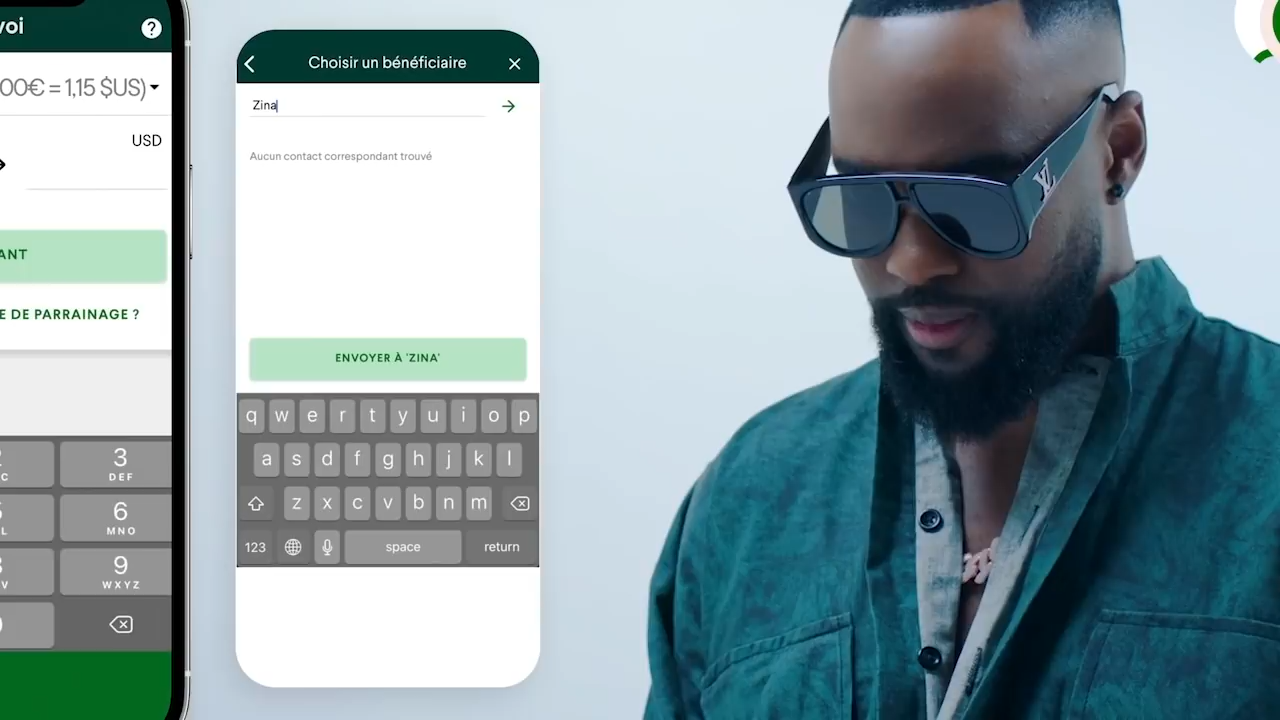 voi
?
00€ = 1,15 $US)
USD
ANT
E DE PARRAINAGE ?
3
DEF
6
MNO
9
WXYZ
Choisir un bénéficiaire
Zina
Aucun contact correspondant trouvé
ENVOYER À 'ZINA'
q w e r t y u i o p
a s d f g h j k l
z x c v b n m
123 space return
LV